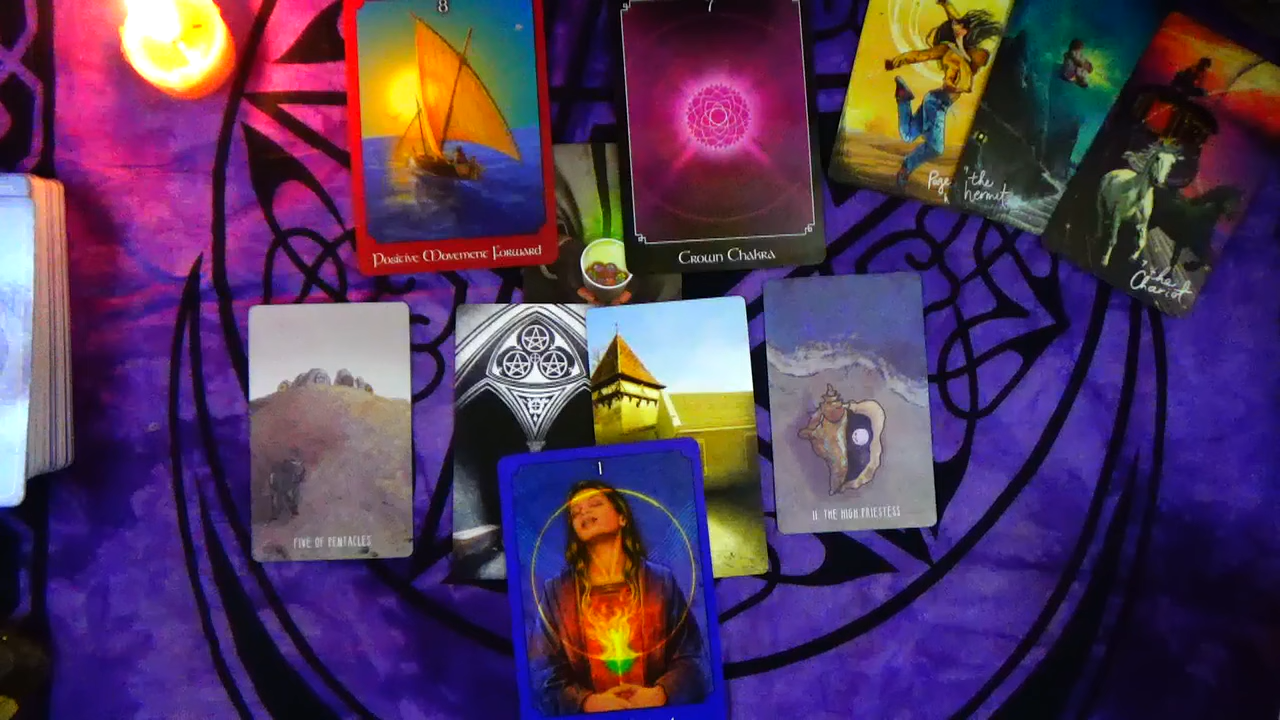 8
Positive Movement Forward
7
Crown Chakra
Page
"the
hermit
"the
Chariot
FIVE OF PENTACLES
II. THE HIGH PRIESTESS
1